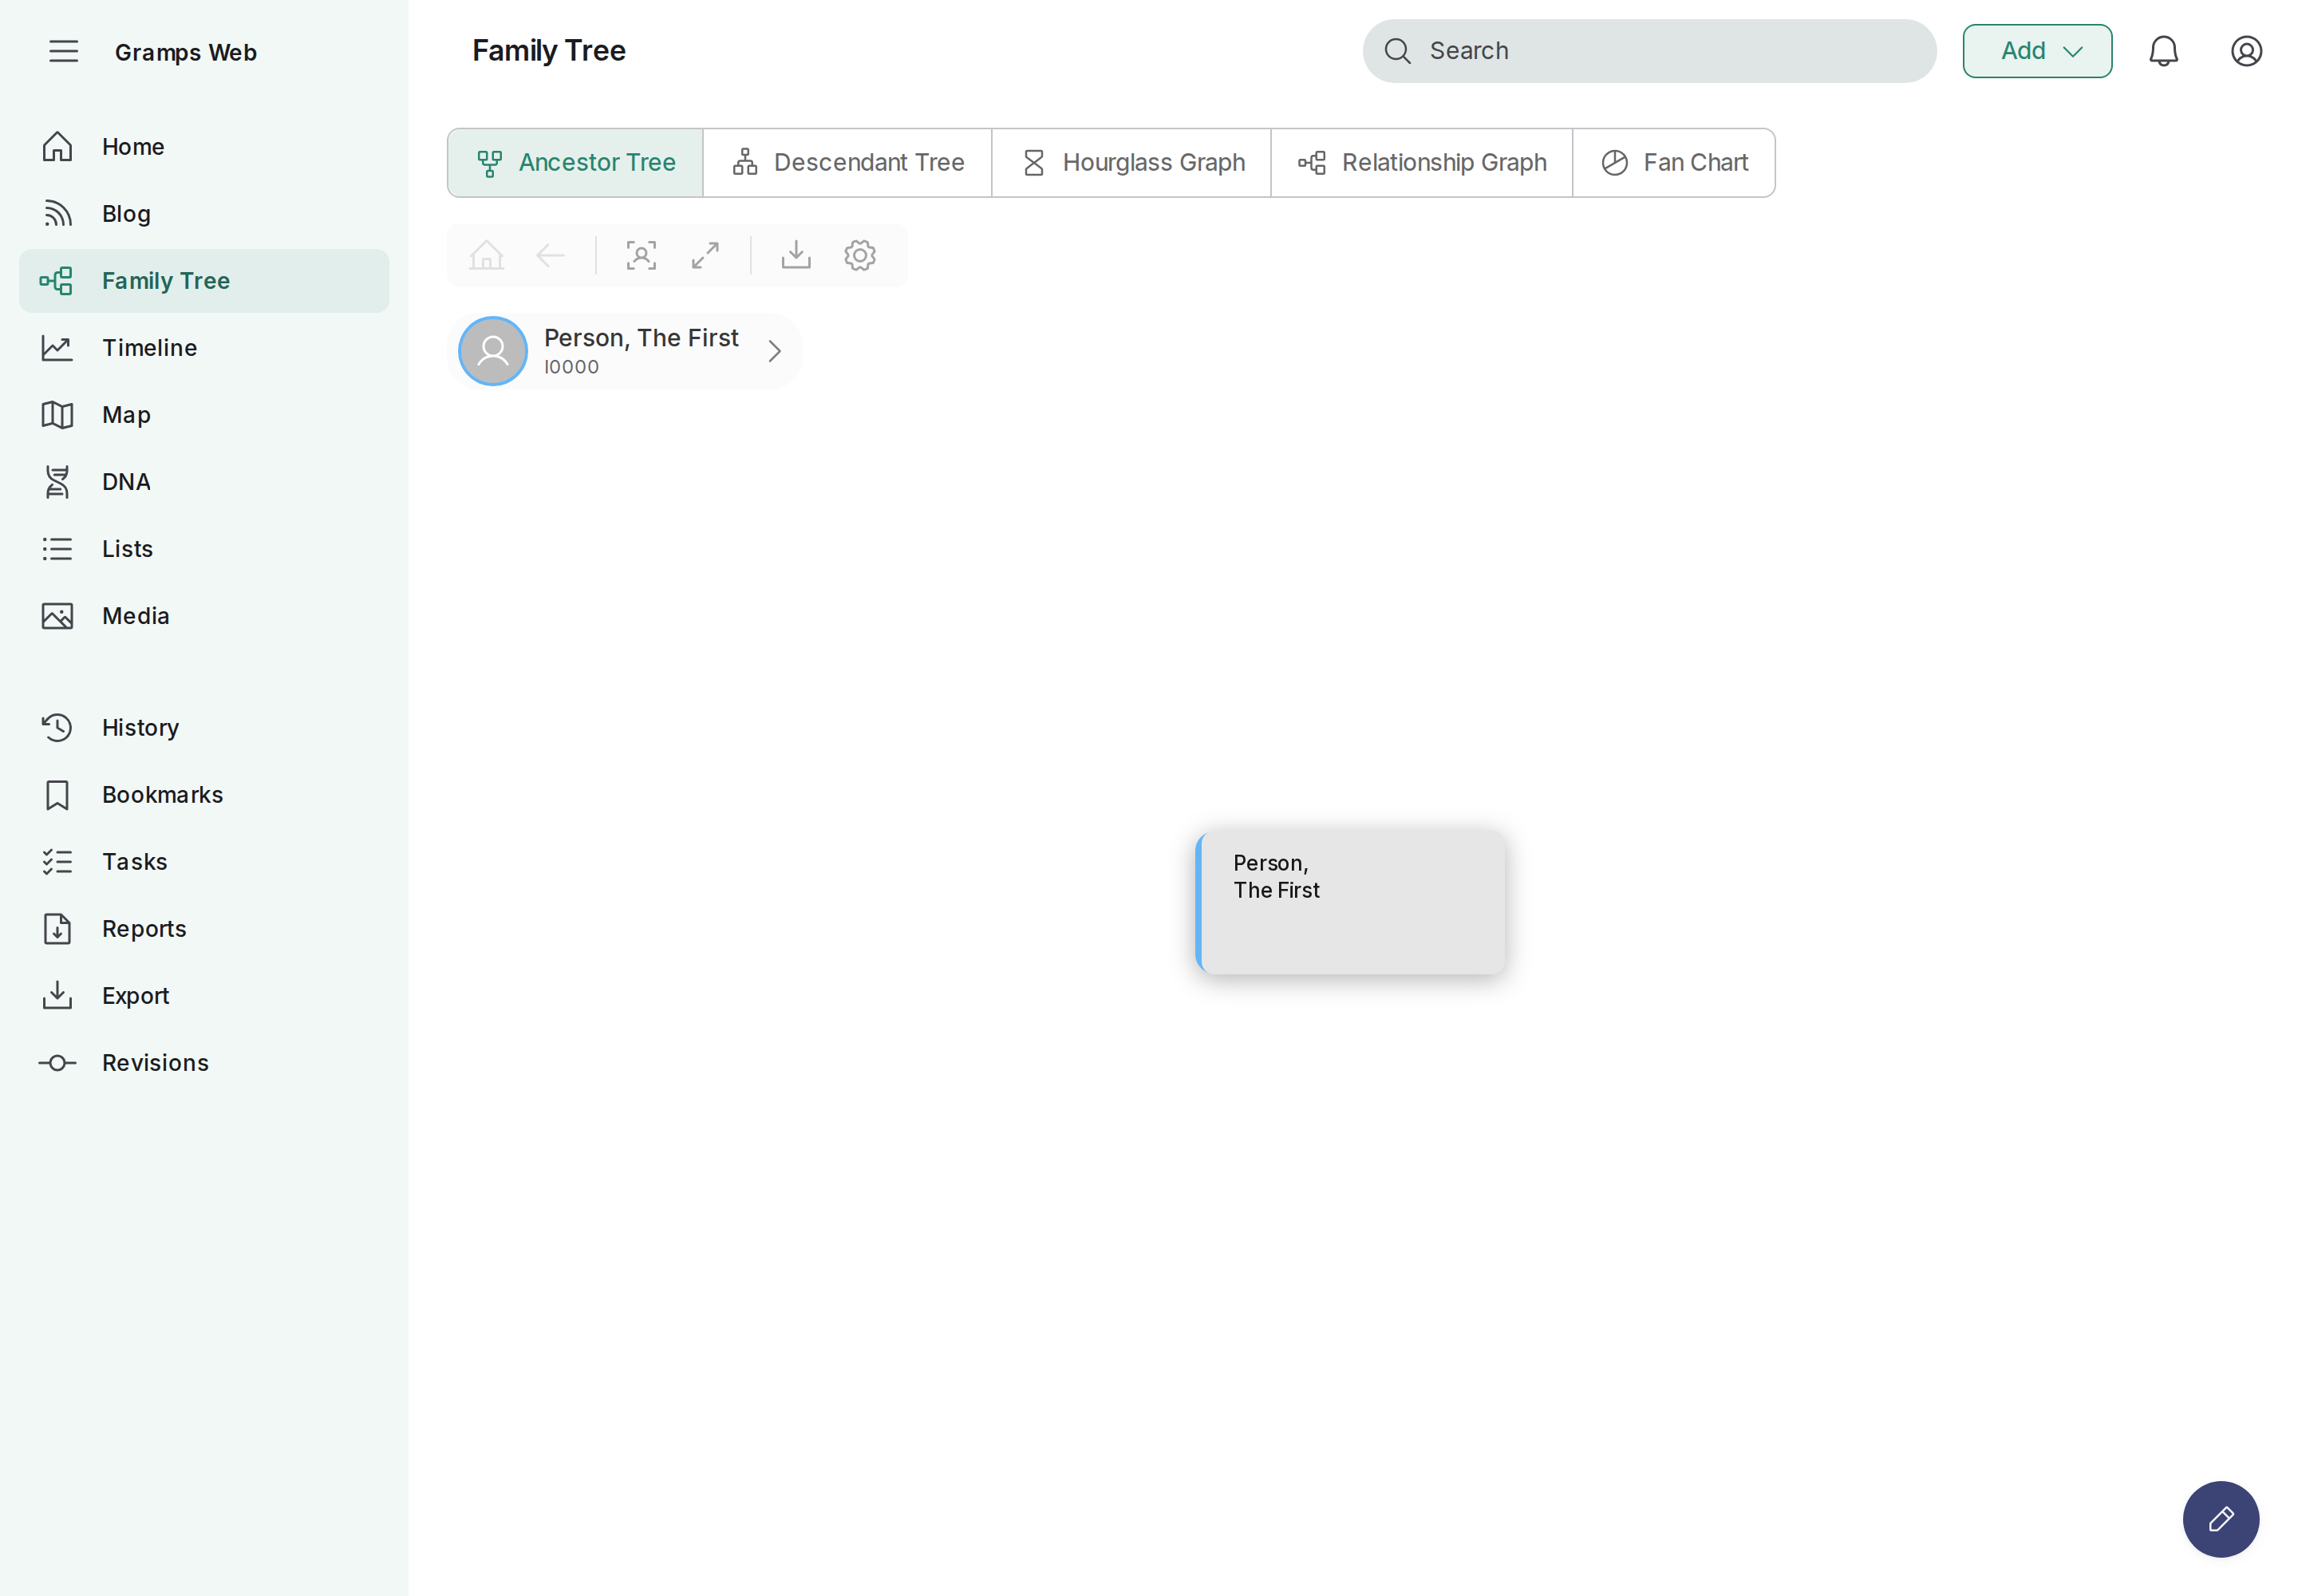 Gramps Web
Family Tree
Search
Add
Home
Blog
Family Tree
Timeline
Map
DNA
Lists
Media
History
Bookmarks
Tasks
Reports
Export
Revisions
Ancestor Tree
Descendant Tree
Hourglass Graph
Relationship Graph
Fan Chart
Person, The First
I0000
Person,
The First